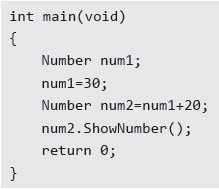 int main(void)
{
    Number num1;
    num1=30;
    Number num2=num1+20;
    num2.ShowNumber();
    return 0;
}